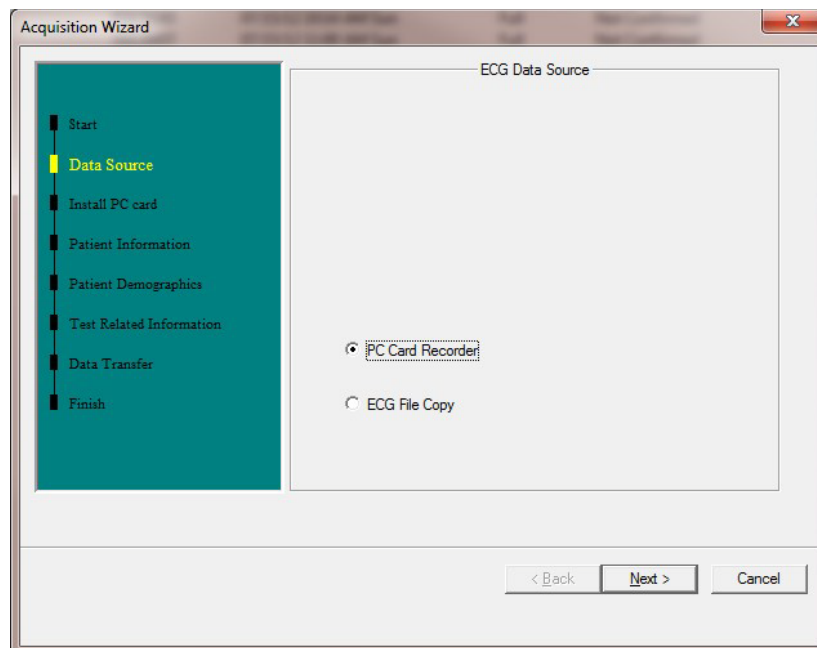 Acquisition Wizard
Start
Data Source
Install PC card
Patient Information
Patient Demographics
Test Related Information
Data Transfer
Finish
ECG Data Source
PC Card Recorder
ECG File Copy
< Back
Next >
Cancel